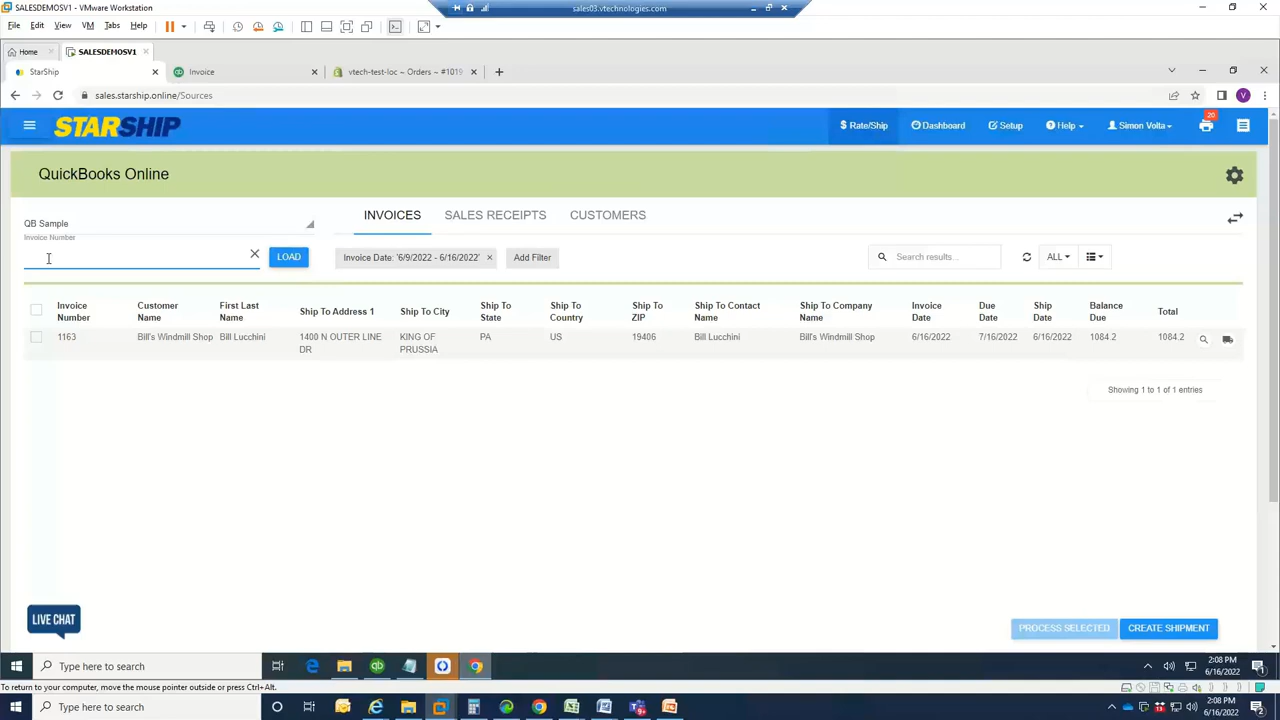 SALESDEMOSV1 - VMware Workstation
sales03.vtechnologies.com
File Edit View VM Tabs Help
Home SALESDEMOSV1
StarShip Invoice vtech-test-loc ~ Orders ~ #1019
sales.starship.online/Sources
STARSHIP Rate/Ship Dashboard Setup Help Simon Volta 20
QuickBooks Online
QB Sample INVOICES SALES RECEIPTS CUSTOMERS
Invoice Number
LOAD Invoice Date: '6/9/2022 - 6/16/2022' Add Filter Search results... ALL
Invoice Number Customer Name First Last Name Ship To Address 1 Ship To City Ship To State Ship To Country Ship To ZIP Ship To Contact Name Ship To Company Name Invoice Date Due Date Ship Date Balance Due Total
1163 Bill's Windmill Shop Bill Lucchini 1400 N OUTER LINE DR KING OF PRUSSIA PA US 19406 Bill Lucchini Bill's Windmill Shop 6/16/2022 7/16/2022 6/16/2022 1084.2 1084.2
Showing 1 to 1 of 1 entries
LIVE CHAT
PROCESS SELECTED CREATE SHIPMENT
Type here to search 2:08 PM
6/16/2022
To return to your computer, move the mouse pointer outside or press Ctrl+Alt.
Type here to search 2:08 PM
6/16/2022